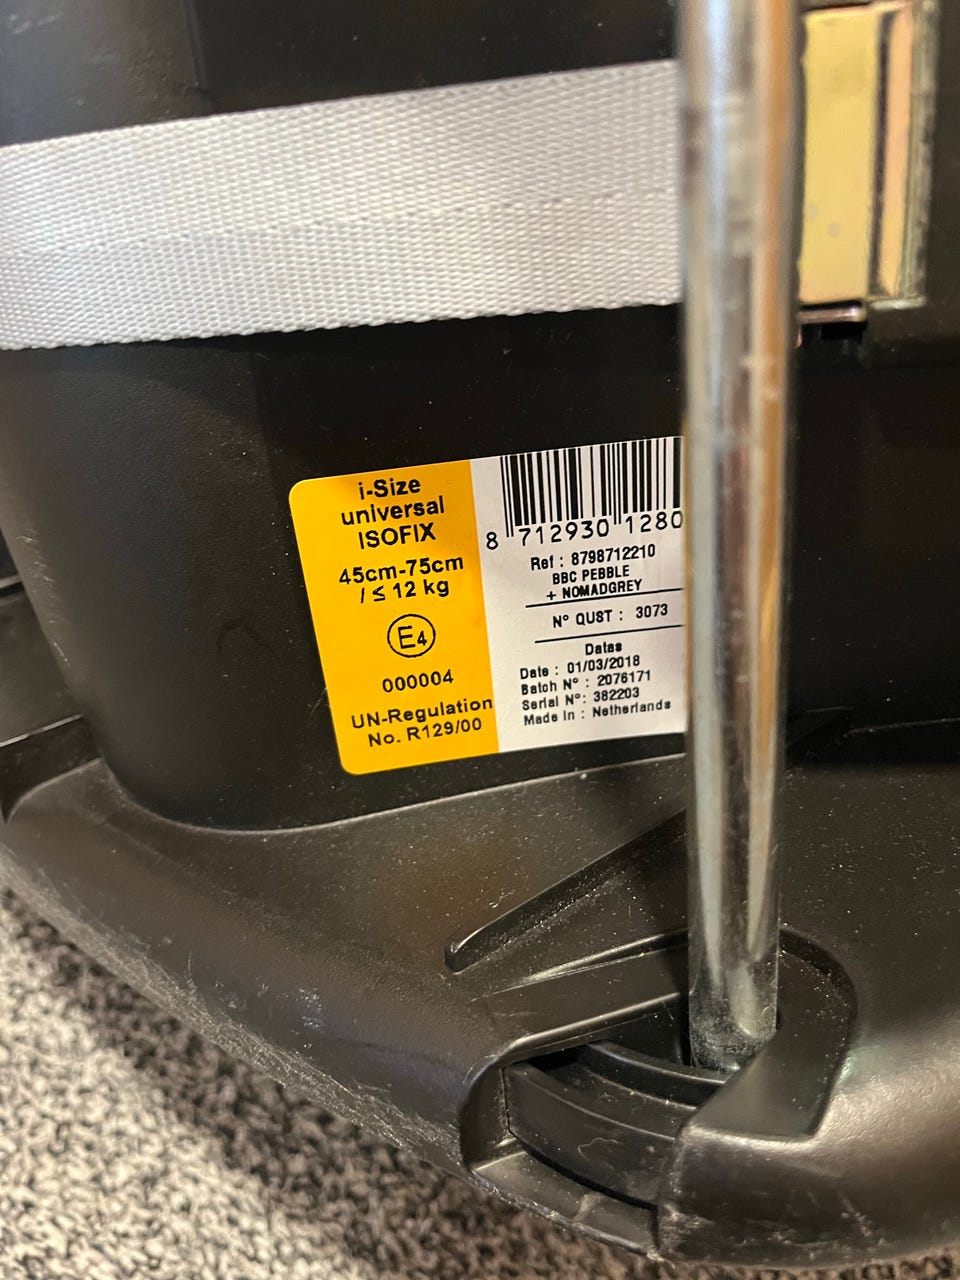 i-Size
universal
ISOFIX
45cm-75cm
/ ≤ 12 kg
E4
000004
UN-Regulation
No. R129/00
8 712930 1280
Ref : 8798712210
BBC PEBBLE
+ NOMADGREY
N° QUST : 3073
Datas
Date : 01/03/2018
Batch N° : 2076171
Serial N° : 382203
Made in : Netherlands